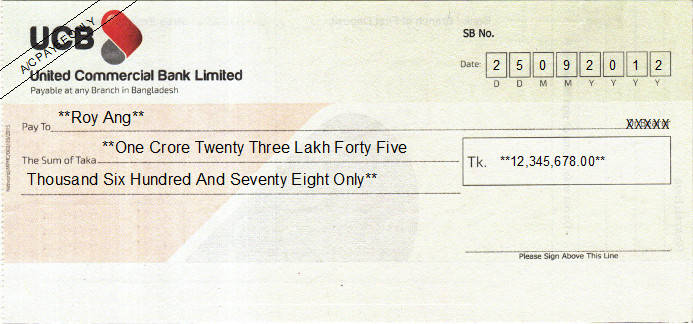 A/C PAYEE ONLY
UCB
United Commercial Bank Limited
Payable at any Branch in Bangladesh
SB No.
Date: 2 5 0 9 2 0 1 2
D D M M Y Y Y Y
Pay To **Roy Ang** XXXXX
The Sum of Taka **One Crore Twenty Three Lakh Forty Five
Thousand Six Hundred And Seventy Eight Only**
Tk. **12,345,678.00**
Please Sign Above This Line